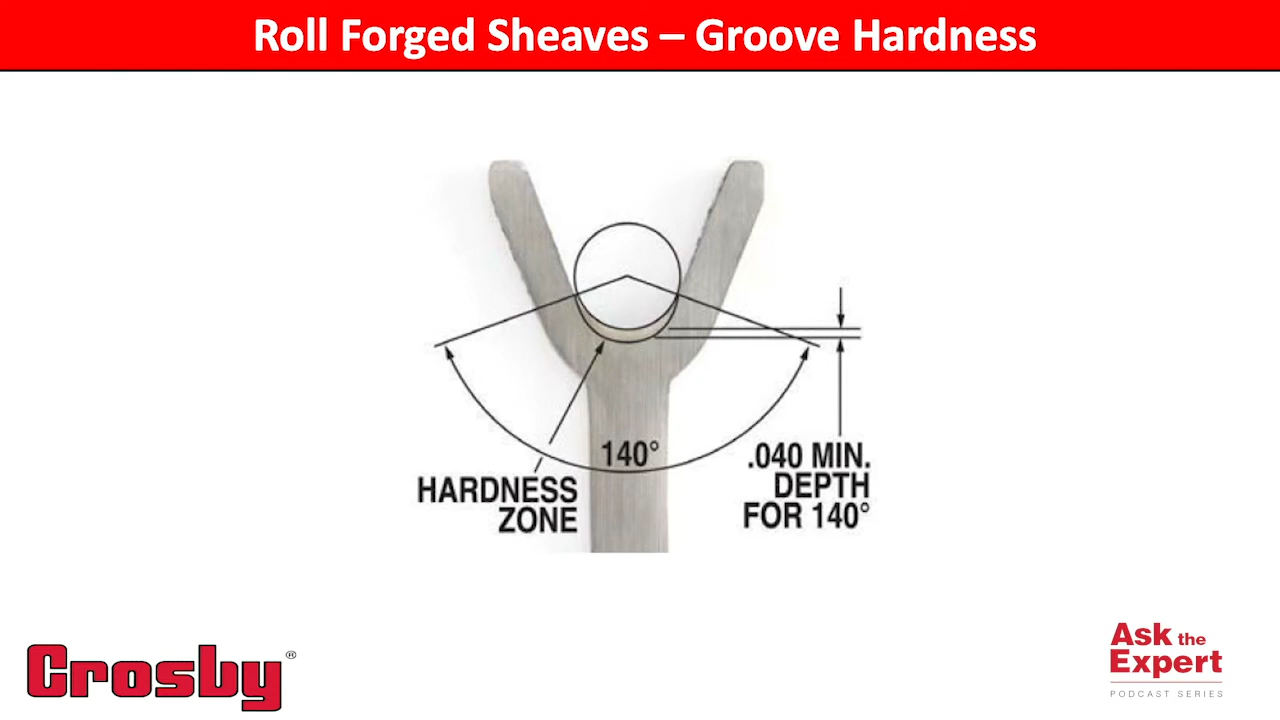 Roll Forged Sheaves – Groove Hardness
140°
HARDNESS
ZONE
.040 MIN.
DEPTH
FOR 140°
Crosby®
Ask the
Expert
PODCAST SERIES